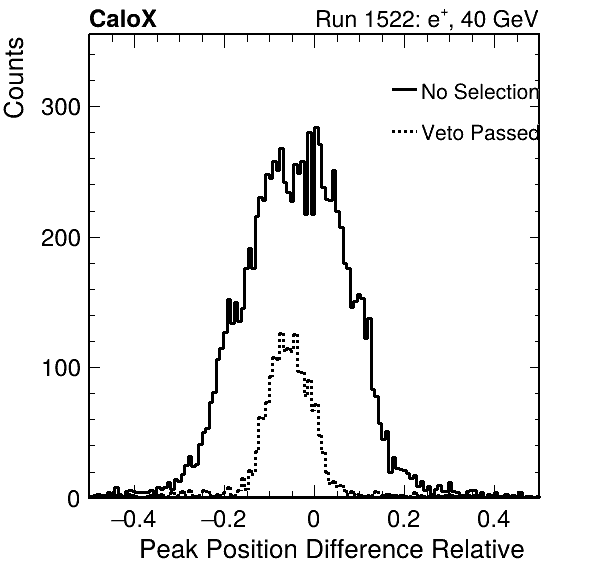 CaloX Run 1522: e⁺, 40 GeV
Counts
No Selection
Veto Passed
300
200
100
0
−0.4 −0.2 0 0.2 0.4
Peak Position Difference Relative